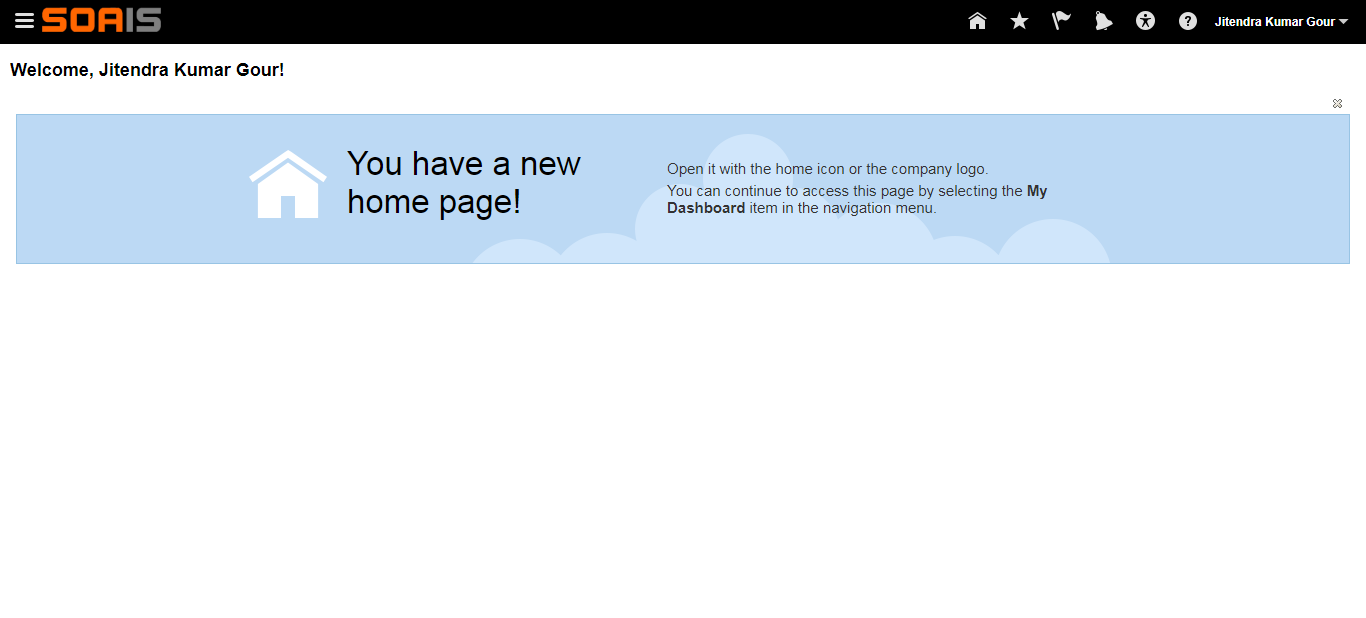 SOAIS
? Jitendra Kumar Gour
Welcome, Jitendra Kumar Gour!
You have a new
home page!
Open it with the home icon or the company logo.
You can continue to access this page by selecting the My
Dashboard item in the navigation menu.